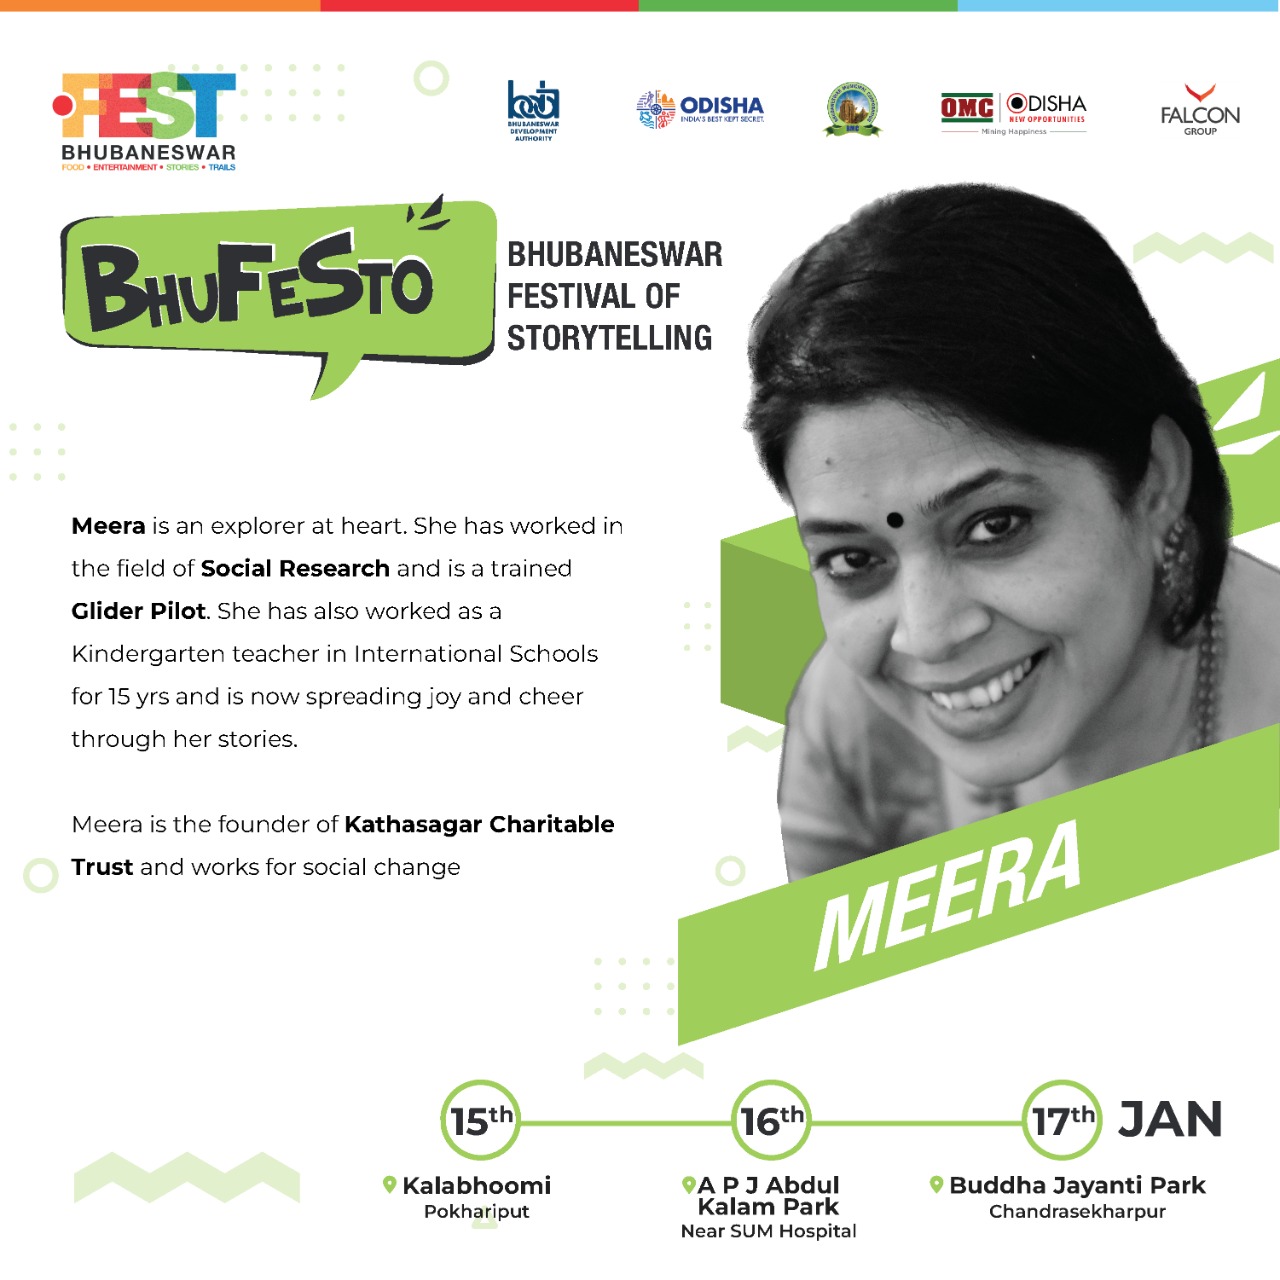 FEST
BHUBANESWAR
FOOD • ENTERTAINMENT • STORIES • TRAILS
bda
BHUBANESWAR
DEVELOPMENT
AUTHORITY
ODISHA
INDIA'S BEST KEPT SECRET.
BMC
OMC
ODISHA
NEW OPPORTUNITIES
Mining Happiness
FALCON
GROUP
BHUFESTO
BHUBANESWAR
FESTIVAL OF
STORYTELLING
Meera is an explorer at heart. She has worked in
the field of Social Research and is a trained
Glider Pilot. She has also worked as a
Kindergarten teacher in International Schools
for 15 yrs and is now spreading joy and cheer
through her stories.
Meera is the founder of Kathasagar Charitable
Trust and works for social change
MEERA
15th
16th
17th JAN
Kalabhoomi
Pokhariput
A P J Abdul
Kalam Park
Near SUM Hospital
Buddha Jayanti Park
Chandrasekharpur